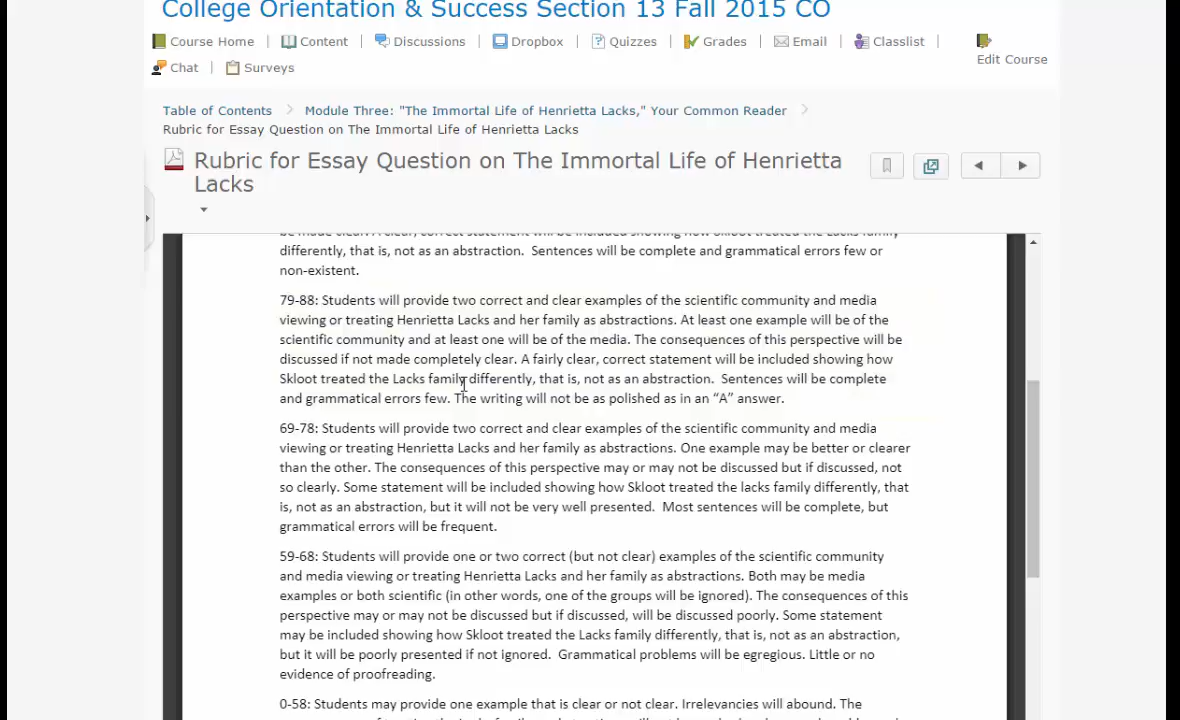 College Orientation & Success Section 13 Fall 2015 CO
Course Home | Content | Discussions | Dropbox | Quizzes | Grades | Email | Classlist | Edit Course
Chat | Surveys
Table of Contents > Module Three: "The Immortal Life of Henrietta Lacks," Your Common Reader >
Rubric for Essay Question on The Immortal Life of Henrietta Lacks
Rubric for Essay Question on The Immortal Life of Henrietta
Lacks
be made clear. A clear, correct statement will be included showing how Skloot treated the Lacks family
differently, that is, not as an abstraction.  Sentences will be complete and grammatical errors few or
non-existent.
79-88: Students will provide two correct and clear examples of the scientific community and media
viewing or treating Henrietta Lacks and her family as abstractions. At least one example will be of the
scientific community and at least one will be of the media. The consequences of this perspective will be
discussed if not made completely clear. A fairly clear, correct statement will be included showing how
Skloot treated the Lacks family differently, that is, not as an abstraction.  Sentences will be complete
and grammatical errors few. The writing will not be as polished as in an “A” answer.
69-78: Students will provide two correct and clear examples of the scientific community and media
viewing or treating Henrietta Lacks and her family as abstractions. One example may be better or clearer
than the other. The consequences of this perspective may or may not be discussed but if discussed, not
so clearly. Some statement will be included showing how Skloot treated the lacks family differently, that
is, not as an abstraction, but it will not be very well presented.  Most sentences will be complete, but
grammatical errors will be frequent.
59-68: Students will provide one or two correct (but not clear) examples of the scientific community
and media viewing or treating Henrietta Lacks and her family as abstractions. Both may be media
examples or both scientific (in other words, one of the groups will be ignored). The consequences of this
perspective may or may not be discussed but if discussed, will be discussed poorly. Some statement
may be included showing how Skloot treated the Lacks family differently, that is, not as an abstraction,
but it will be poorly presented if not ignored.  Grammatical problems will be egregious. Little or no
evidence of proofreading.
0-58: Students may provide one example that is clear or not clear. Irrelevancies will abound. The